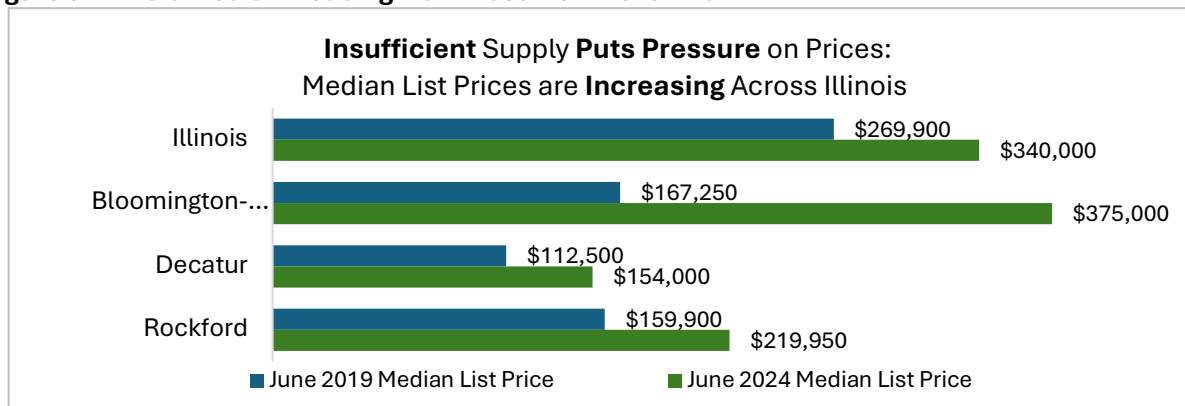 Insufficient Supply Puts Pressure on Prices:
Median List Prices are Increasing Across Illinois
Illinois
$269,900
$340,000
Bloomington-...
$167,250
$375,000
Decatur
$112,500
$154,000
Rockford
$159,900
$219,950
June 2019 Median List Price
June 2024 Median List Price